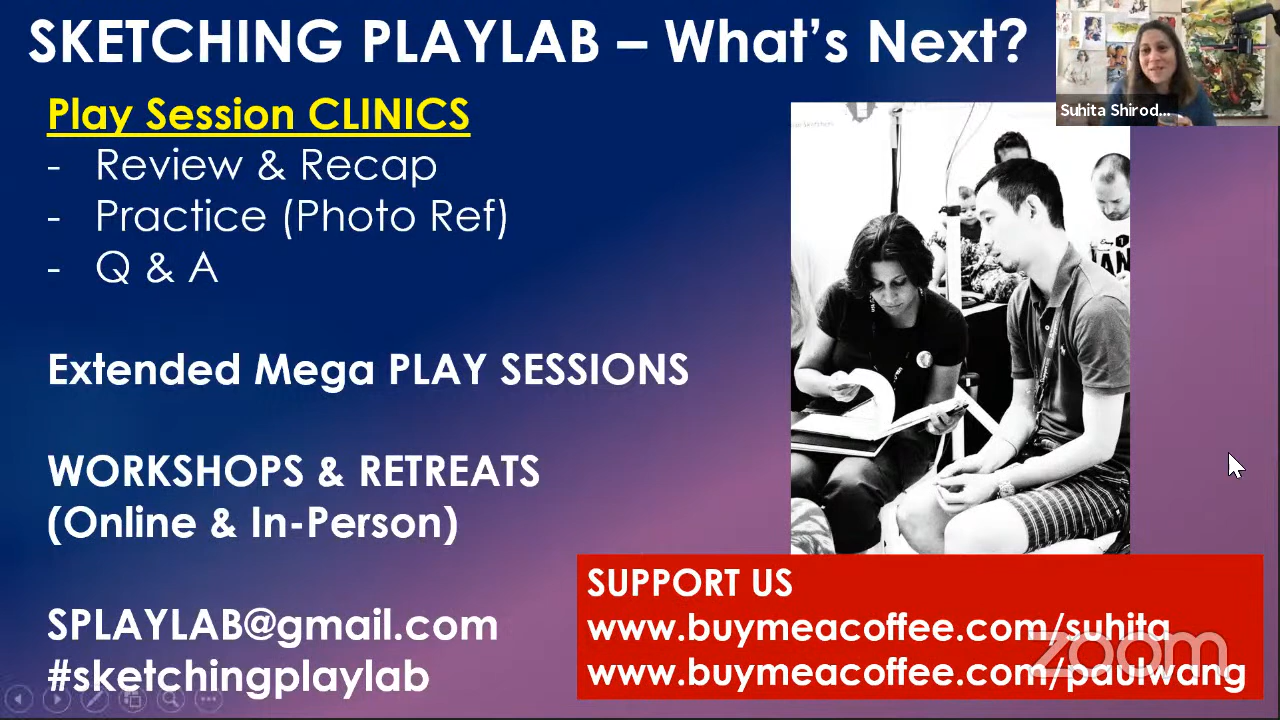 SKETCHING PLAYLAB – What's Next?
Suhita Shirod...
Play Session CLINICS
- Review & Recap
- Practice (Photo Ref)
- Q & A
Extended Mega PLAY SESSIONS
WORKSHOPS & RETREATS
(Online & In-Person)
SPLAYLAB@gmail.com
#sketchingplaylab
SUPPORT US
www.buymeacoffee.com/suhita
www.buymeacoffee.com/paulwang
zoom